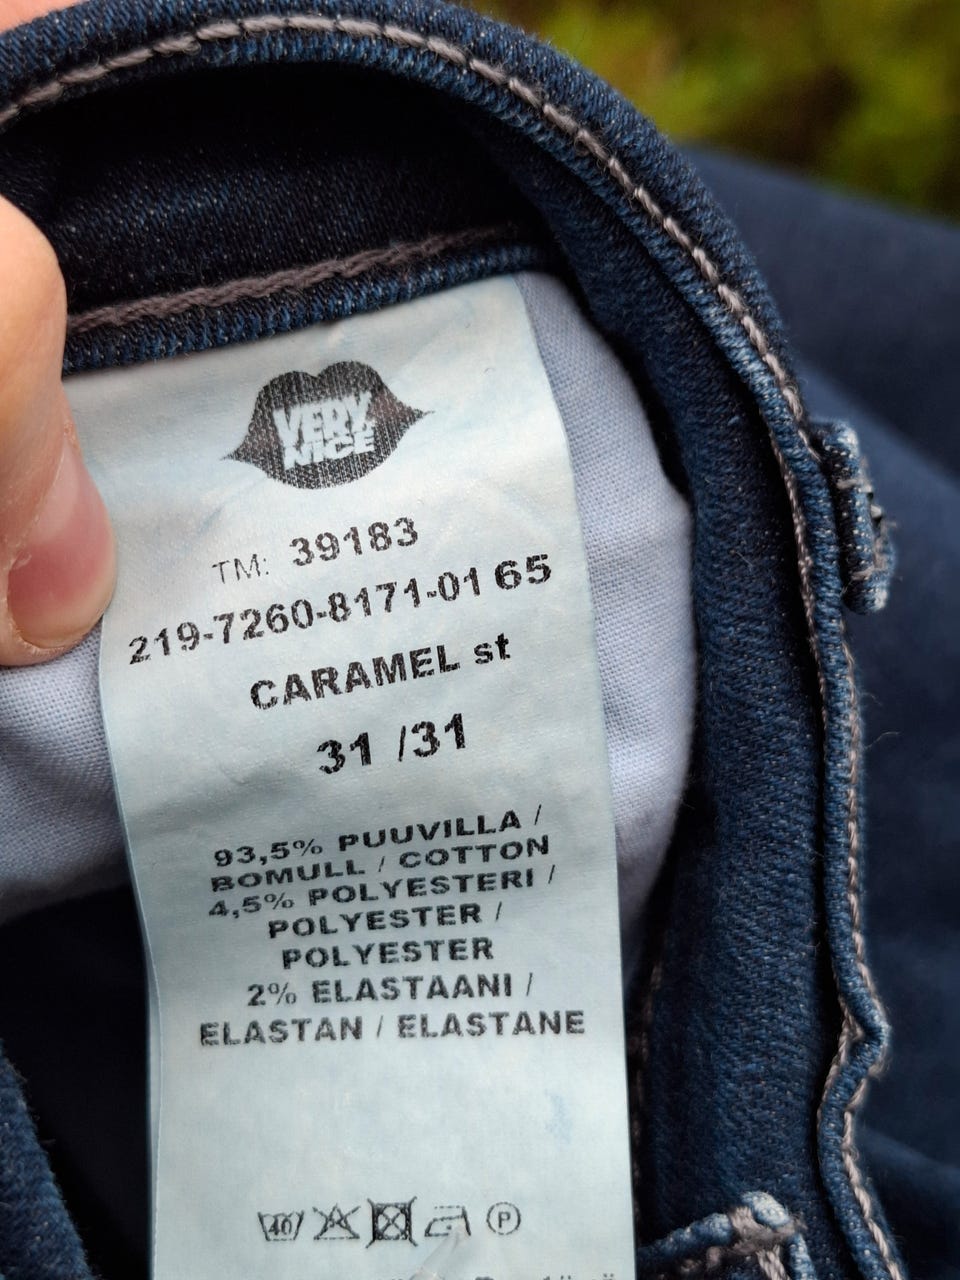 VERY
NICE
TM: 39183
219-7260-8171-01 65
CARAMEL st
31 /31
93,5% PUUVILLA /
BOMULL / COTTON
4,5% POLYESTERI /
POLYESTER /
POLYESTER
2% ELASTAANI /
ELASTAN / ELASTANE
40
P